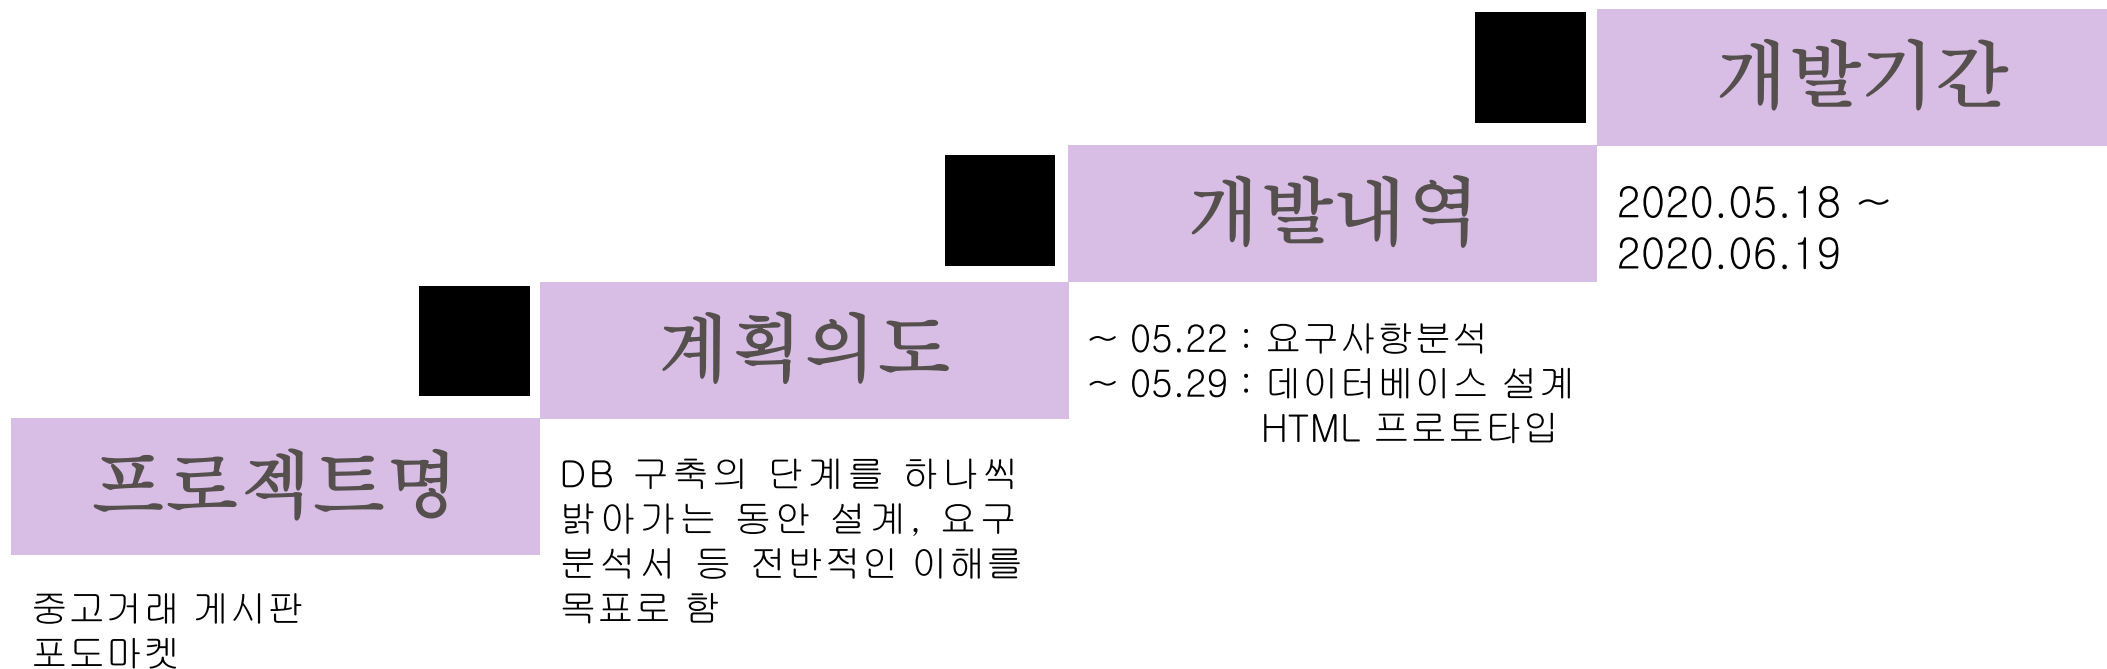 프로젝트명
중고거래 게시판
포도마켓
계획의도
DB 구축의 단계를 하나씩
밝아가는 동안 설계, 요구
분석서 등 전반적인 이해를
목표로 함
개발내역
~ 05.22 : 요구사항분석
~ 05.29 : 데이터베이스 설계
HTML 프로토타입
개발기간
2020.05.18 ~
2020.06.19